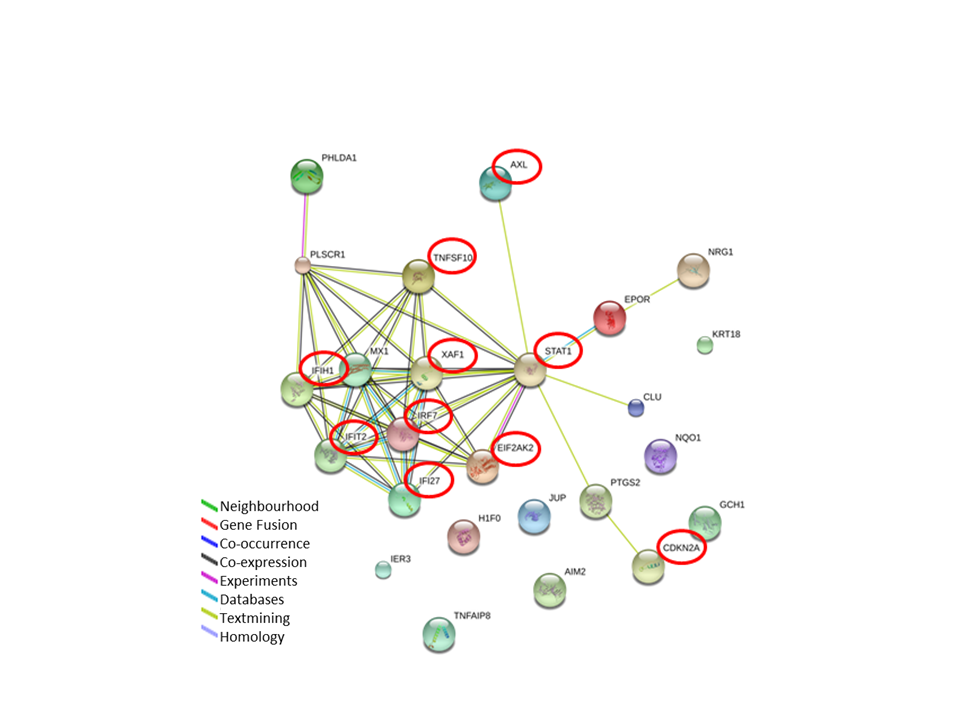 PHLDA1
AXL
PLSCR1
TNFSF10
NRG1
EPOR
KRT18
MX1
XAF1
STAT1
IFIH1
CLU
IRF7
IFIT2
EIF2AK2
NQO1
IFI27
PTGS2
JUP
GCH1
H1F0
CDKN2A
IER3
AIM2
TNFAIP8
Neighbourhood
Gene Fusion
Co-occurrence
Co-expression
Experiments
Databases
Textmining
Homology